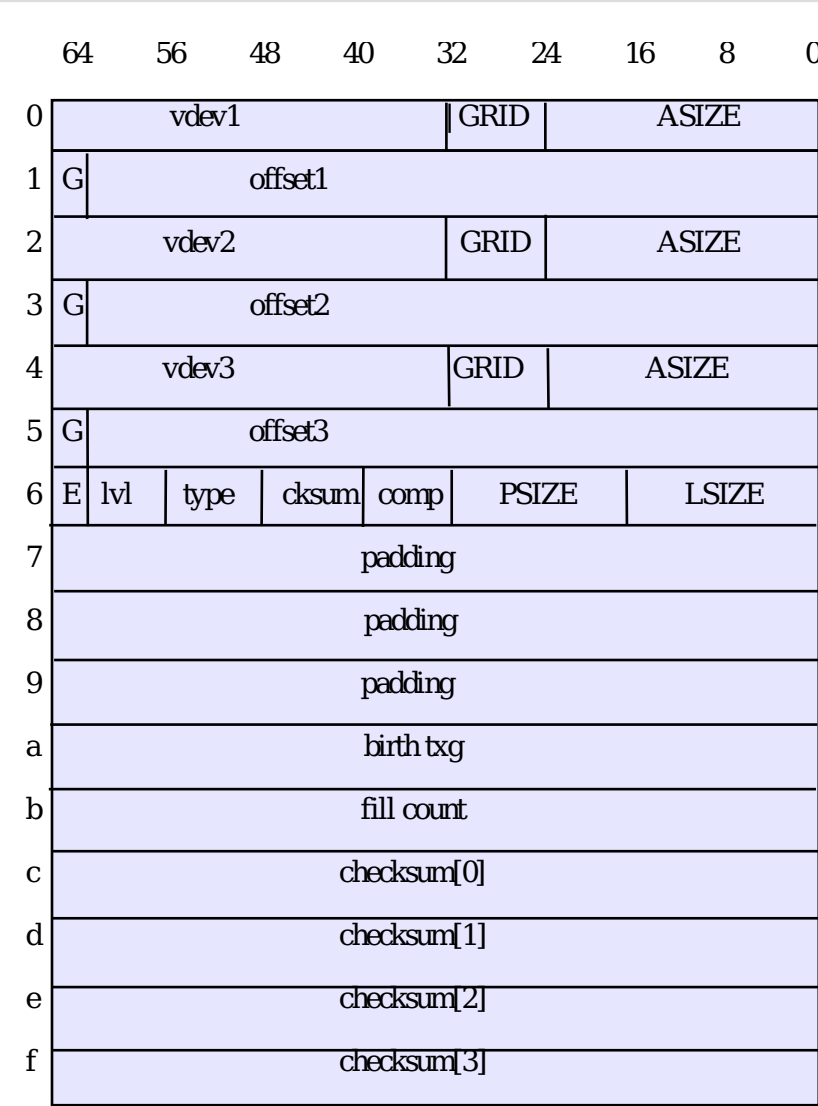 64 56 48 40 32 24 16 8 0
0 vdev1 GRID ASIZE
1 G offset1
2 vdev2 GRID ASIZE
3 G offset2
4 vdev3 GRID ASIZE
5 G offset3
6 E lvl type cksum comp PSIZE LSIZE
7 padding
8 padding
9 padding
a birth txg
b fill count
c checksum[0]
d checksum[1]
e checksum[2]
f checksum[3]